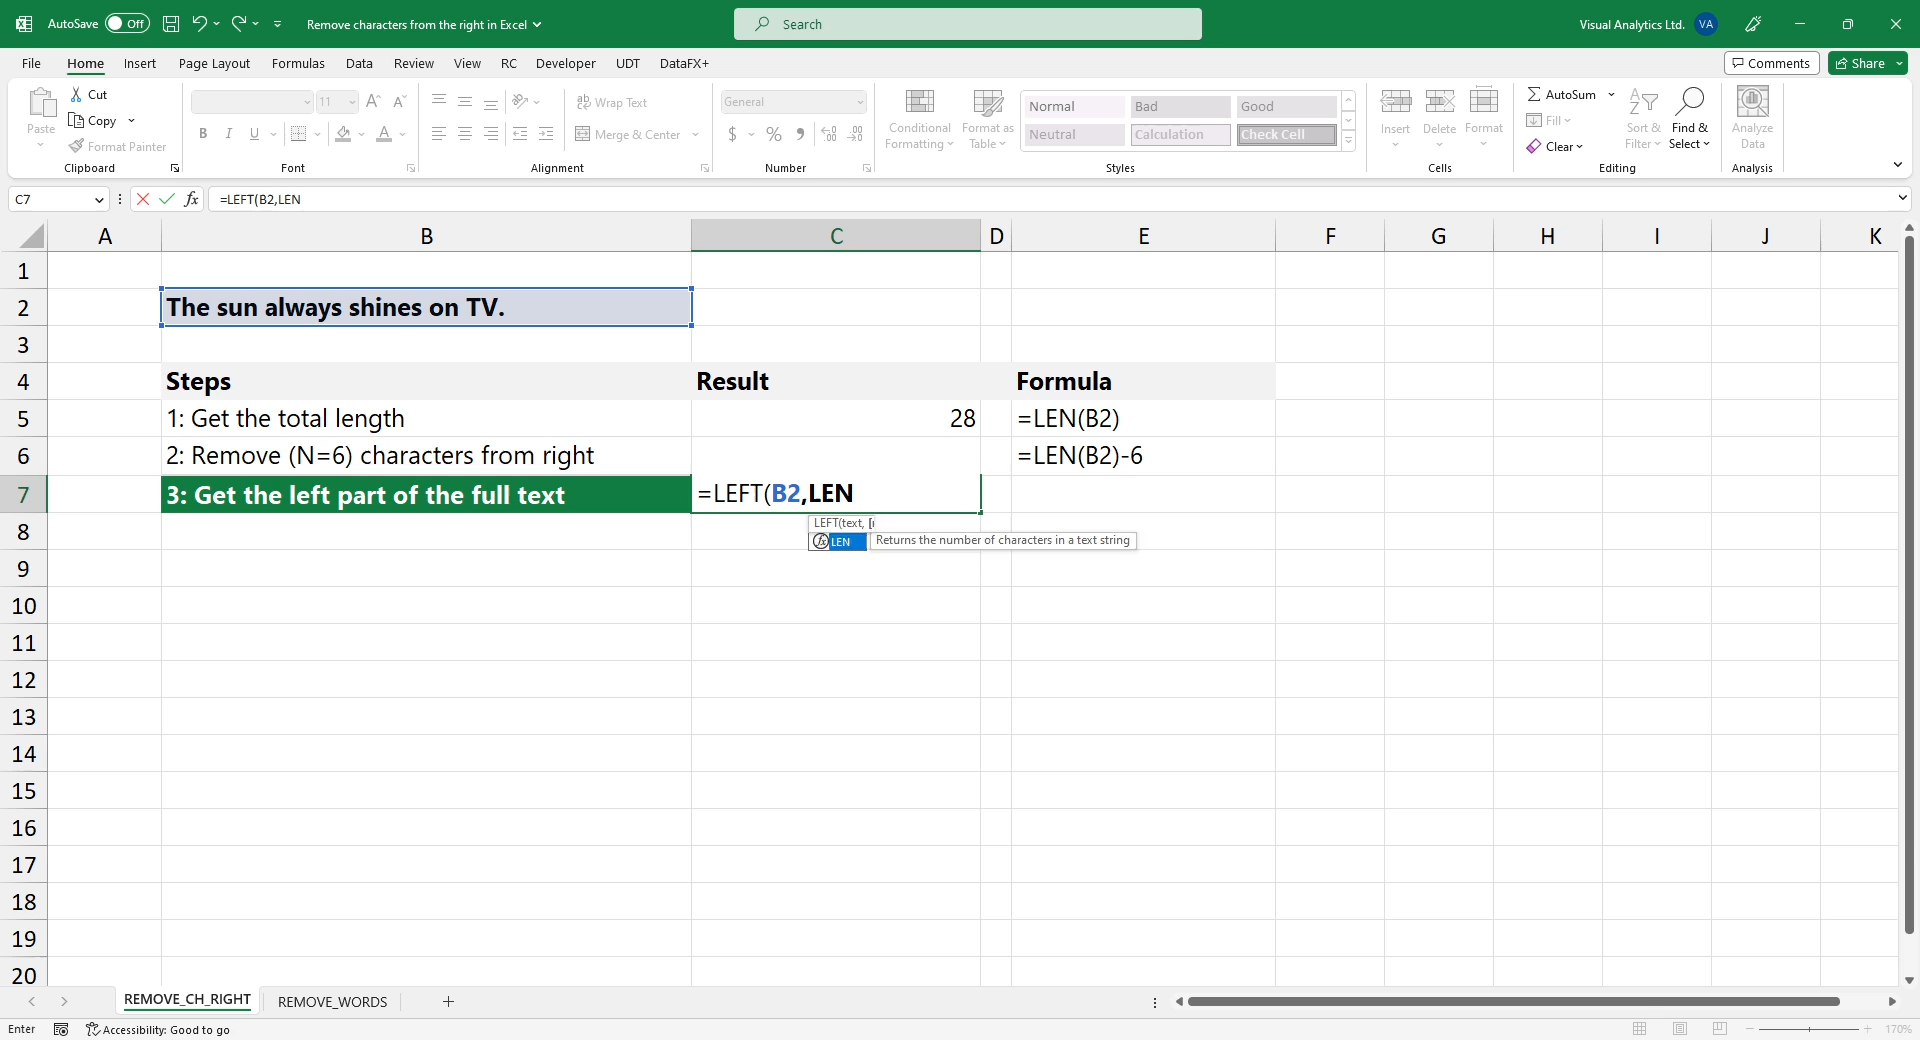 AutoSave Off Remove characters from the right in Excel Search Visual Analytics Ltd. VA
File Home Insert Page Layout Formulas Data Review View RC Developer UDT DataFX+ Comments Share
Paste Cut Copy Format Painter
Clipboard
11
B I U A
Font
Wrap Text
Merge & Center
Alignment
General
$ % ,
Number
Conditional Formatting
Format as Table
Normal Bad Good
Neutral Calculation Check Cell
Styles
Insert Delete Format
Cells
AutoSum
Fill
Clear
Sort & Filter
Find & Select
Editing
Analyze Data
Analysis
C7 fx =LEFT(B2,LEN
A B C D E F G H I J K
1
2 The sun always shines on TV.
3
4 Steps Result Formula
5 1: Get the total length 28 =LEN(B2)
6 2: Remove (N=6) characters from right =LEN(B2)-6
7 3: Get the left part of the full text =LEFT(B2,LEN
LEFT(text, [
fx LEN Returns the number of characters in a text string
8
9
10
11
12
13
14
15
16
17
18
19
20
REMOVE_CH_RIGHT REMOVE_WORDS +
Enter Accessibility: Good to go 170%